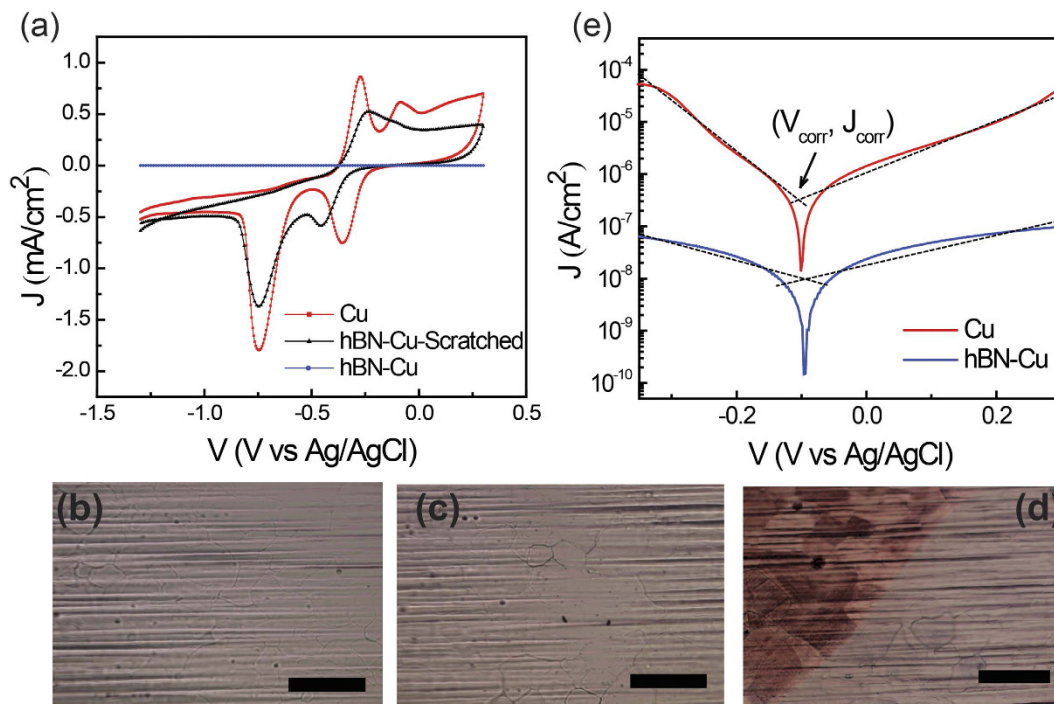 (a)
1.0
0.5
0.0
-0.5
-1.0
-1.5
-2.0
J (mA/cm²)
Cu
hBN-Cu-Scratched
hBN-Cu
-1.5 -1.0 -0.5 0.0 0.5
V (V vs Ag/AgCl)
(e)
10⁻⁴
10⁻⁵
10⁻⁶
10⁻⁷
10⁻⁸
10⁻⁹
10⁻¹⁰
J (A/cm²)
(V_corr, J_corr)
Cu
hBN-Cu
-0.2 0.0 0.2
V (V vs Ag/AgCl)
(b)
(c)
(d)